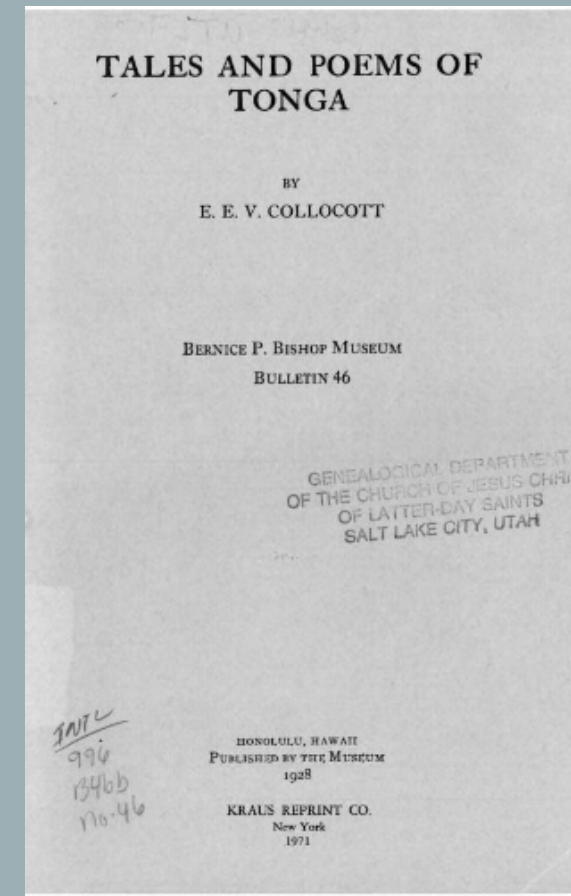 TALES AND POEMS OF
TONGA
BY
E. E. V. COLLOCOTT
BERNICE P. BISHOP MUSEUM
BULLETIN 46
GENEALOGICAL DEPARTMENT
OF THE CHURCH OF JESUS CHRI
OF LATTER-DAY SAINTS
SALT LAKE CITY, UTAH
INTL
996
B46b
no. 46
HONOLULU, HAWAII
PUBLISHED BY THE MUSEUM
1928
KRAUS REPRINT CO.
New York
1971